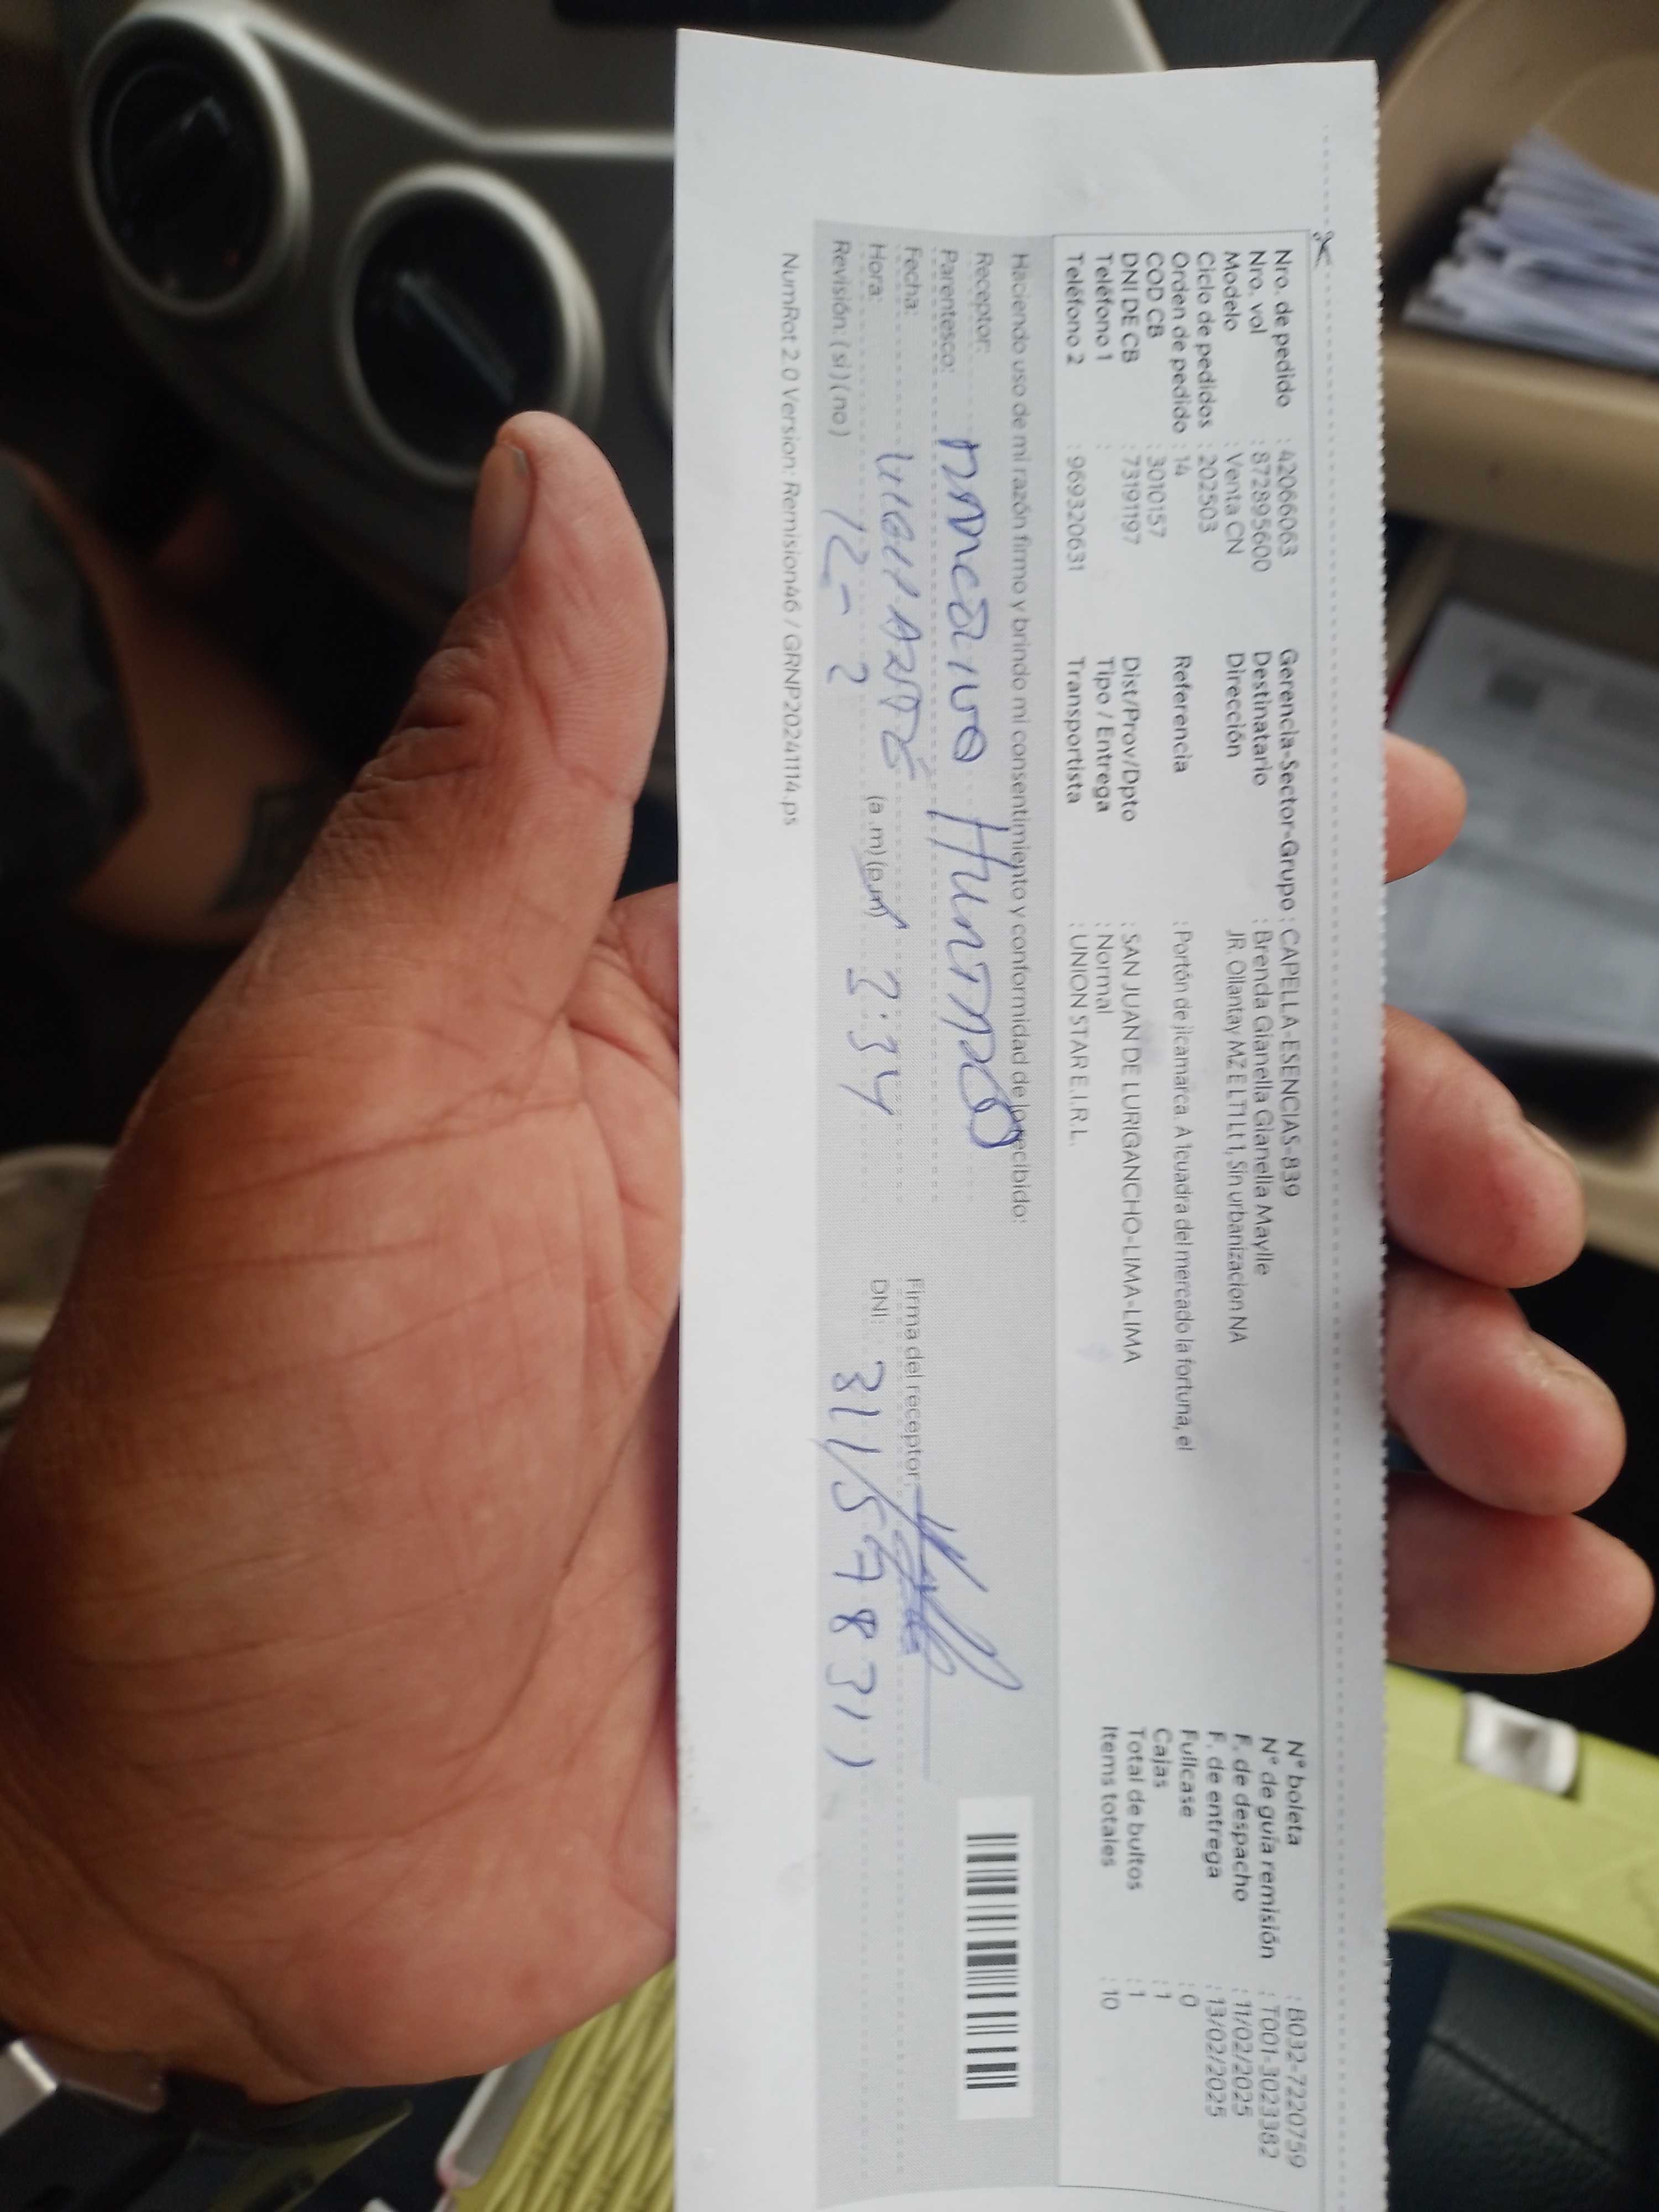 Nro. de pedido : 42066063
Nro. vol : 872895600
Modelo : Venta CN
Ciclo de pedidos : 202503
Orden de pedido : 14
COD CB : 3010157
DNI DE CB : 73191197
Teléfono 1 :
Teléfono 2 : 969320631
Gerencia-Sector-Grupo : CAPELLA-ESENCIAS-839
Destinatario : Brenda Gianella Gianella Maylle
Dirección JR. Ollantay MZ E LT1 Lt 1, Sin urbanizacion NA
Referencia : Portón de jicamarca. A 1cuadra del mercado la fortuna, el
Dist/Prov/Dpto : SAN JUAN DE LURIGANCHO-LIMA-LIMA
Tipo / Entrega : Normal
Transportista : UNION STAR E.I.R.L.
N° boleta : B032-7220759
N° de guía remisión : T001-3023382
F. de despacho : 11/02/2025
F. de entrega : 13/02/2025
Fullcase : 0
Cajas : 1
Total de bultos : 1
Items totales : 10
Haciendo uso de mi razón firmo y brindo mi consentimiento y conformidad de lo recibido:
Receptor:
Parentesco:
Fecha: 12-2
Hora: (a.m) (p.m) 2:34
Revisión: ( si ) ( no )
Firma del receptor:
DNI:
NumRot 2.0 Version: Remision46 / GRNP20241114.ps